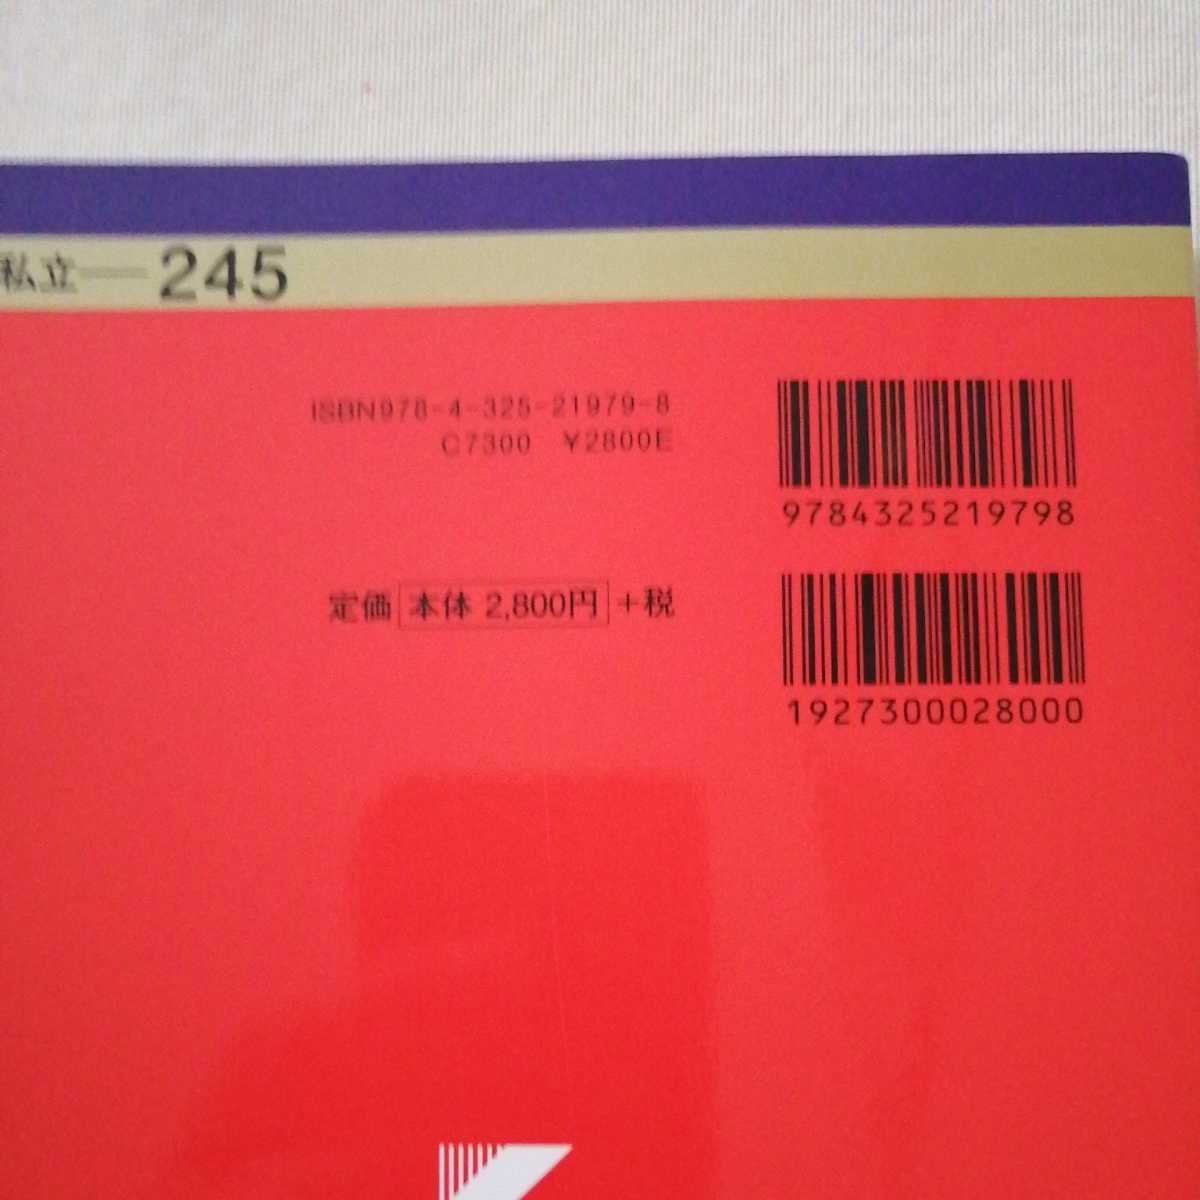 私立—245
ISBN978-4-325-21979-8
C7300 ¥2800E
9784325219798
定価 本体 2,800円 +税
1927300028000